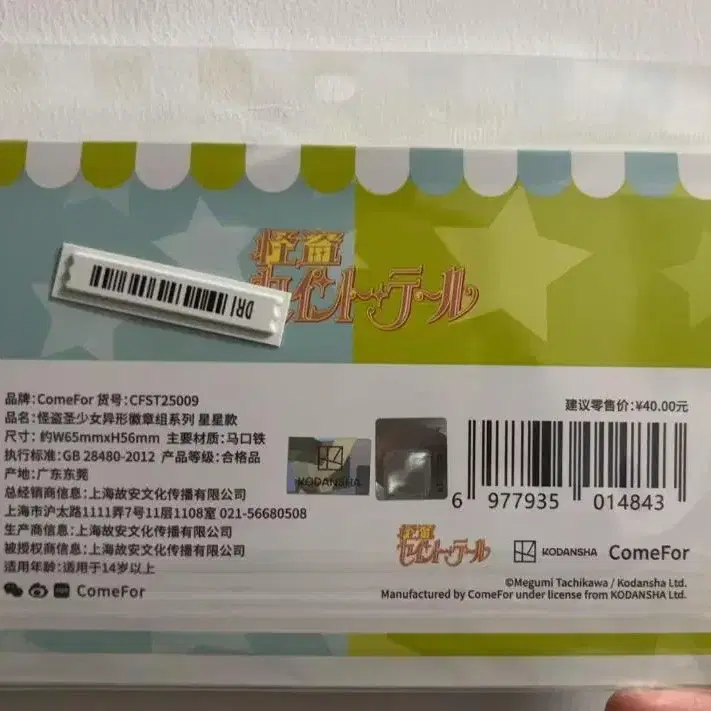 怪盗
セイント・テール
DRI
品牌:ComeFor 货号:CFST25009
品名:怪盗圣少女异形徽章组系列 星星款
尺寸: 约W65mmxH56mm 主要材质:马口铁
执行标准:GB 28480-2012 产品等级:合格品
产地:广东东莞
总经销商信息:上海故安文化传播有限公司
上海市沪太路1111弄7号11层1108室 021-56680508
生产商信息:上海故安文化传播有限公司
被授权商信息:上海故安文化传播有限公司
适用年龄:适用于14岁以上
ComeFor
KODANSHA
建议零售价:¥40.00元
6 977935 014843
怪盗
セイント・テール
KODANSHA ComeFor
©Megumi Tachikawa / Kodansha Ltd.
Manufactured by ComeFor under license from KODANSHA Ltd.